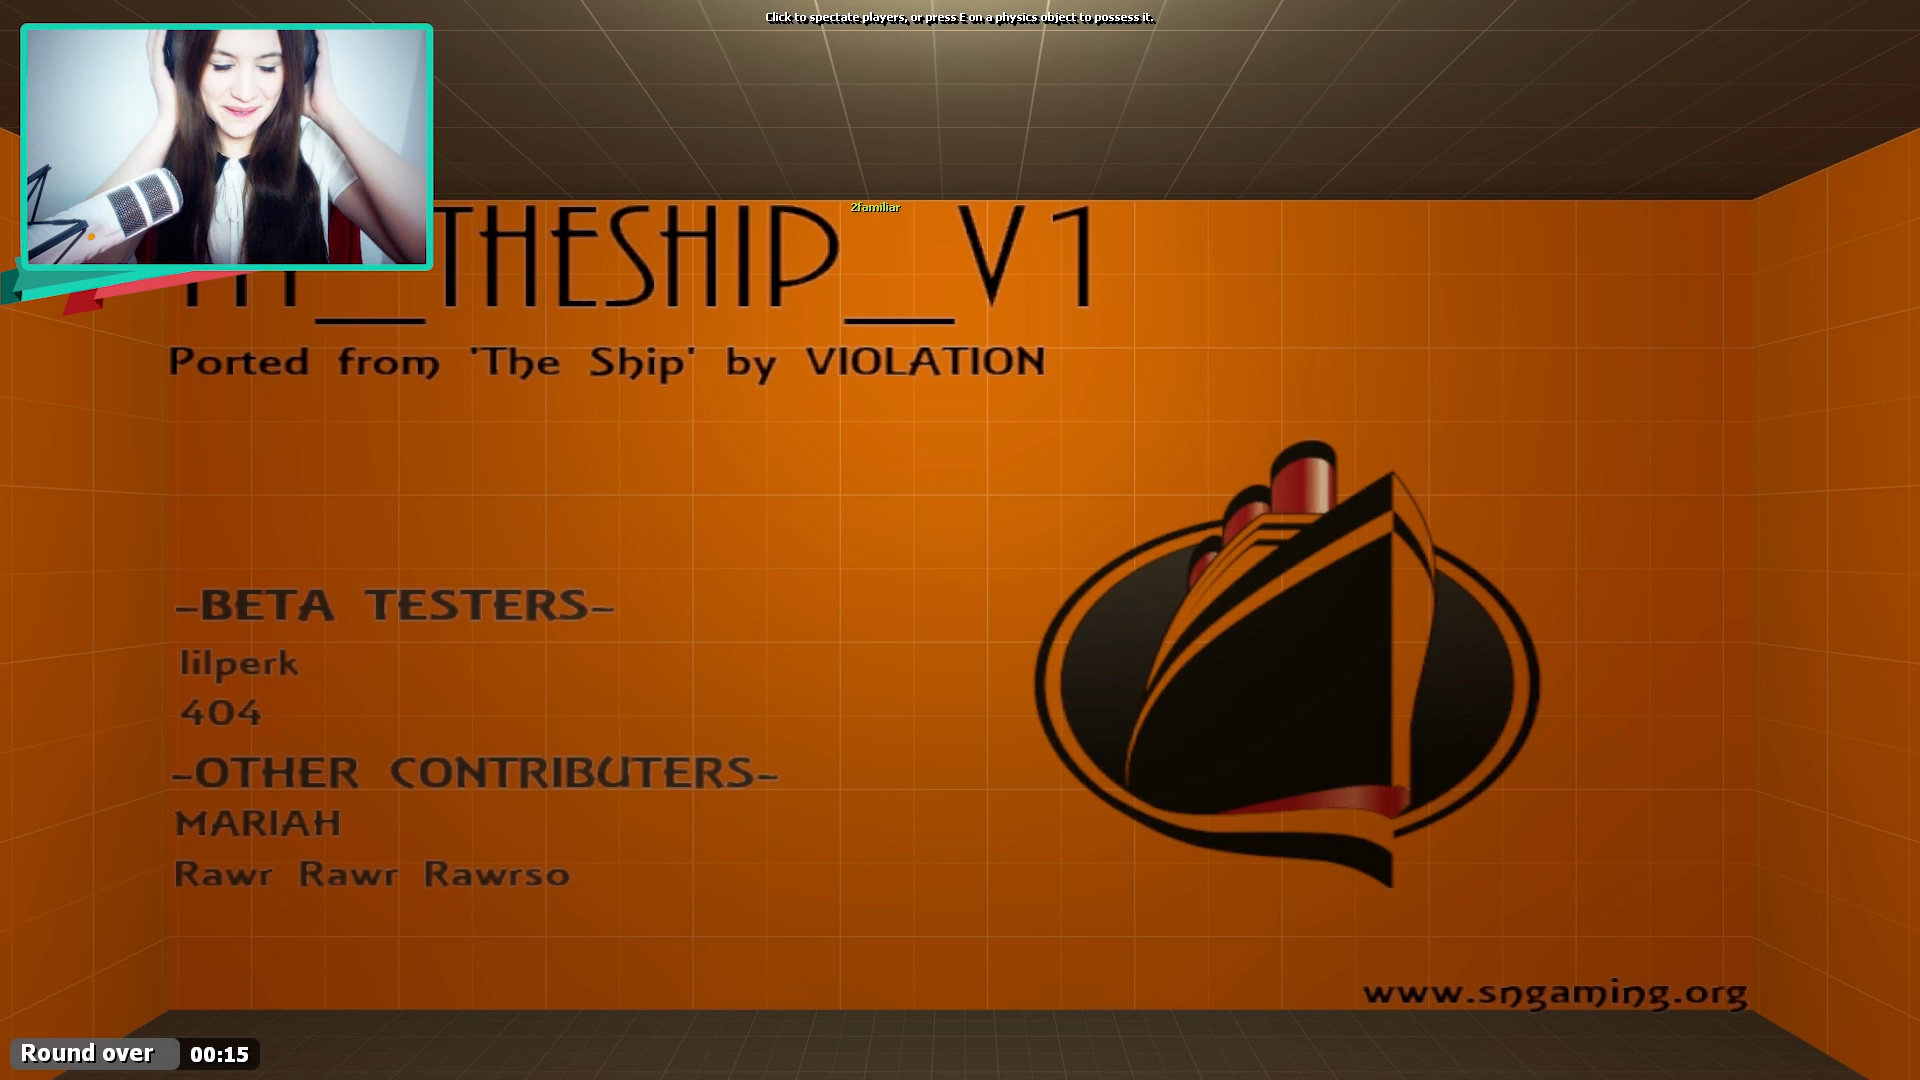 Click to spectate players, or press E on a physics object to possess it.
2familiar
THESHIP_V1
Ported from 'The Ship' by VIOLATION
-BETA TESTERS-
lilperk
404
-OTHER CONTRIBUTERS-
MARIAH
Rawr Rawr Rawrso
www.sngaming.org
Round over 00:15